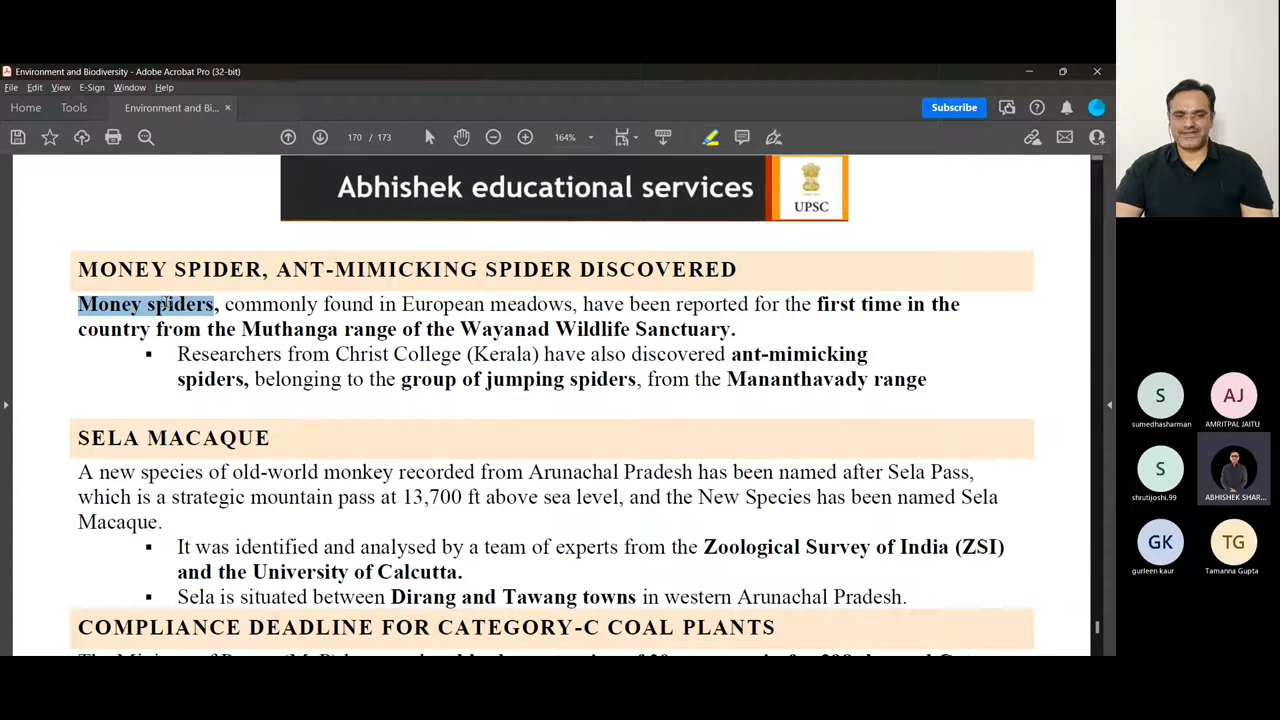 Environment and Biodiversity - Adobe Acrobat Pro (32-bit)
File Edit View E-Sign Window Help
Home Tools Environment and Bi... × Subscribe
170 / 173 164%
Abhishek educational services
UPSC
MONEY SPIDER, ANT-MIMICKING SPIDER DISCOVERED
Money spiders, commonly found in European meadows, have been reported for the first time in the
country from the Muthanga range of the Wayanad Wildlife Sanctuary.
▪ Researchers from Christ College (Kerala) have also discovered ant-mimicking
spiders, belonging to the group of jumping spiders, from the Mananthavady range
SELA MACAQUE
A new species of old-world monkey recorded from Arunachal Pradesh has been named after Sela Pass,
which is a strategic mountain pass at 13,700 ft above sea level, and the New Species has been named Sela
Macaque.
▪ It was identified and analysed by a team of experts from the Zoological Survey of India (ZSI)
and the University of Calcutta.
▪ Sela is situated between Dirang and Tawang towns in western Arunachal Pradesh.
COMPLIANCE DEADLINE FOR CATEGORY-C COAL PLANTS
S AJ
sumedhasharman AMRITPAL JAITU
S
shrutijoshi.99 ABHISHEK SHAR...
GK TG
gurleen kaur Tamanna Gupta